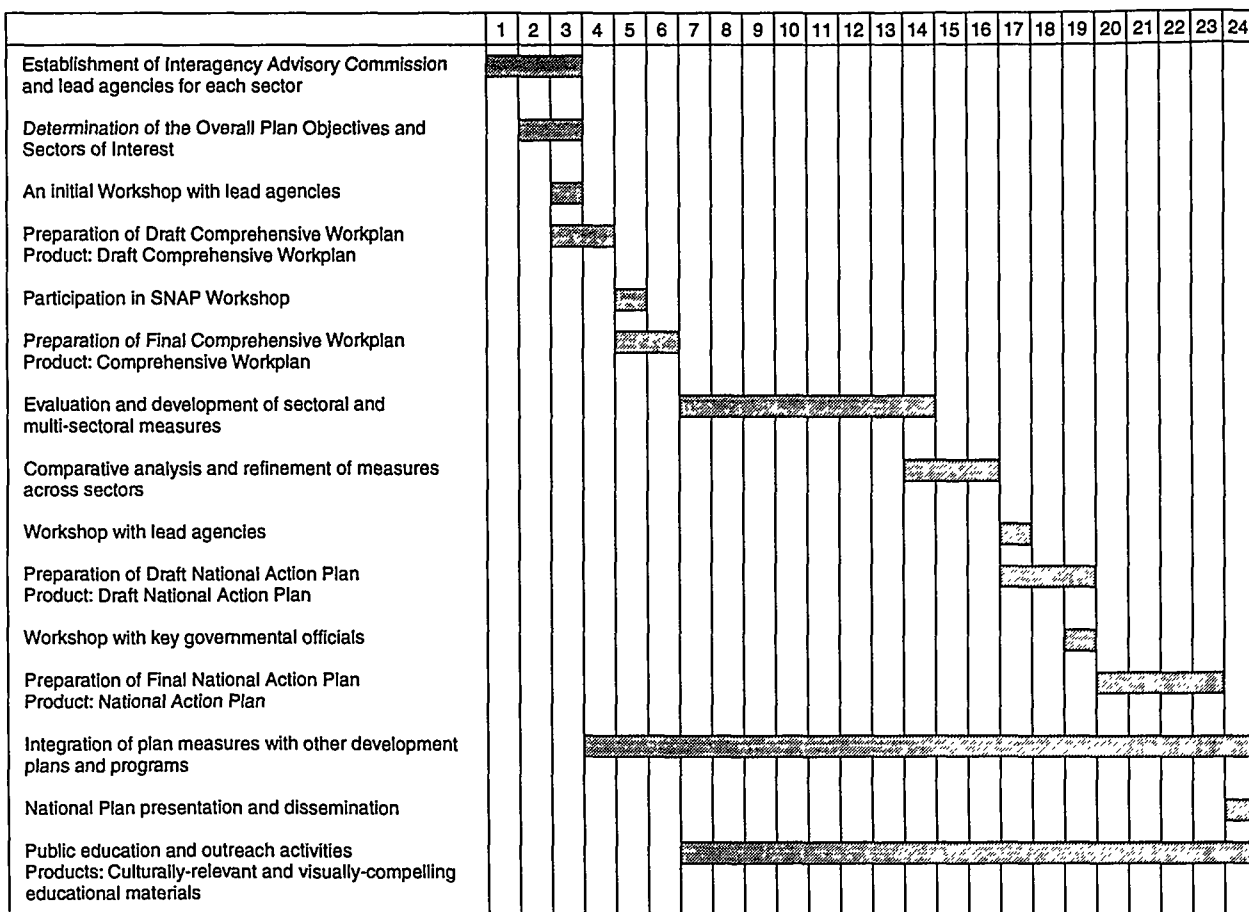 1 2 3 4 5 6 7 8 9 10 11 12 13 14 15 16 17 18 19 20 21 22 23 24
Establishment of Interagency Advisory Commission
and lead agencies for each sector
Determination of the Overall Plan Objectives and
Sectors of Interest
An initial Workshop with lead agencies
Preparation of Draft Comprehensive Workplan
Product: Draft Comprehensive Workplan
Participation in SNAP Workshop
Preparation of Final Comprehensive Workplan
Product: Comprehensive Workplan
Evaluation and development of sectoral and
multi-sectoral measures
Comparative analysis and refinement of measures
across sectors
Workshop with lead agencies
Preparation of Draft National Action Plan
Product: Draft National Action Plan
Workshop with key governmental officials
Preparation of Final National Action Plan
Product: National Action Plan
Integration of plan measures with other development
plans and programs
National Plan presentation and dissemination
Public education and outreach activities
Products: Culturally-relevant and visually-compelling
educational materials